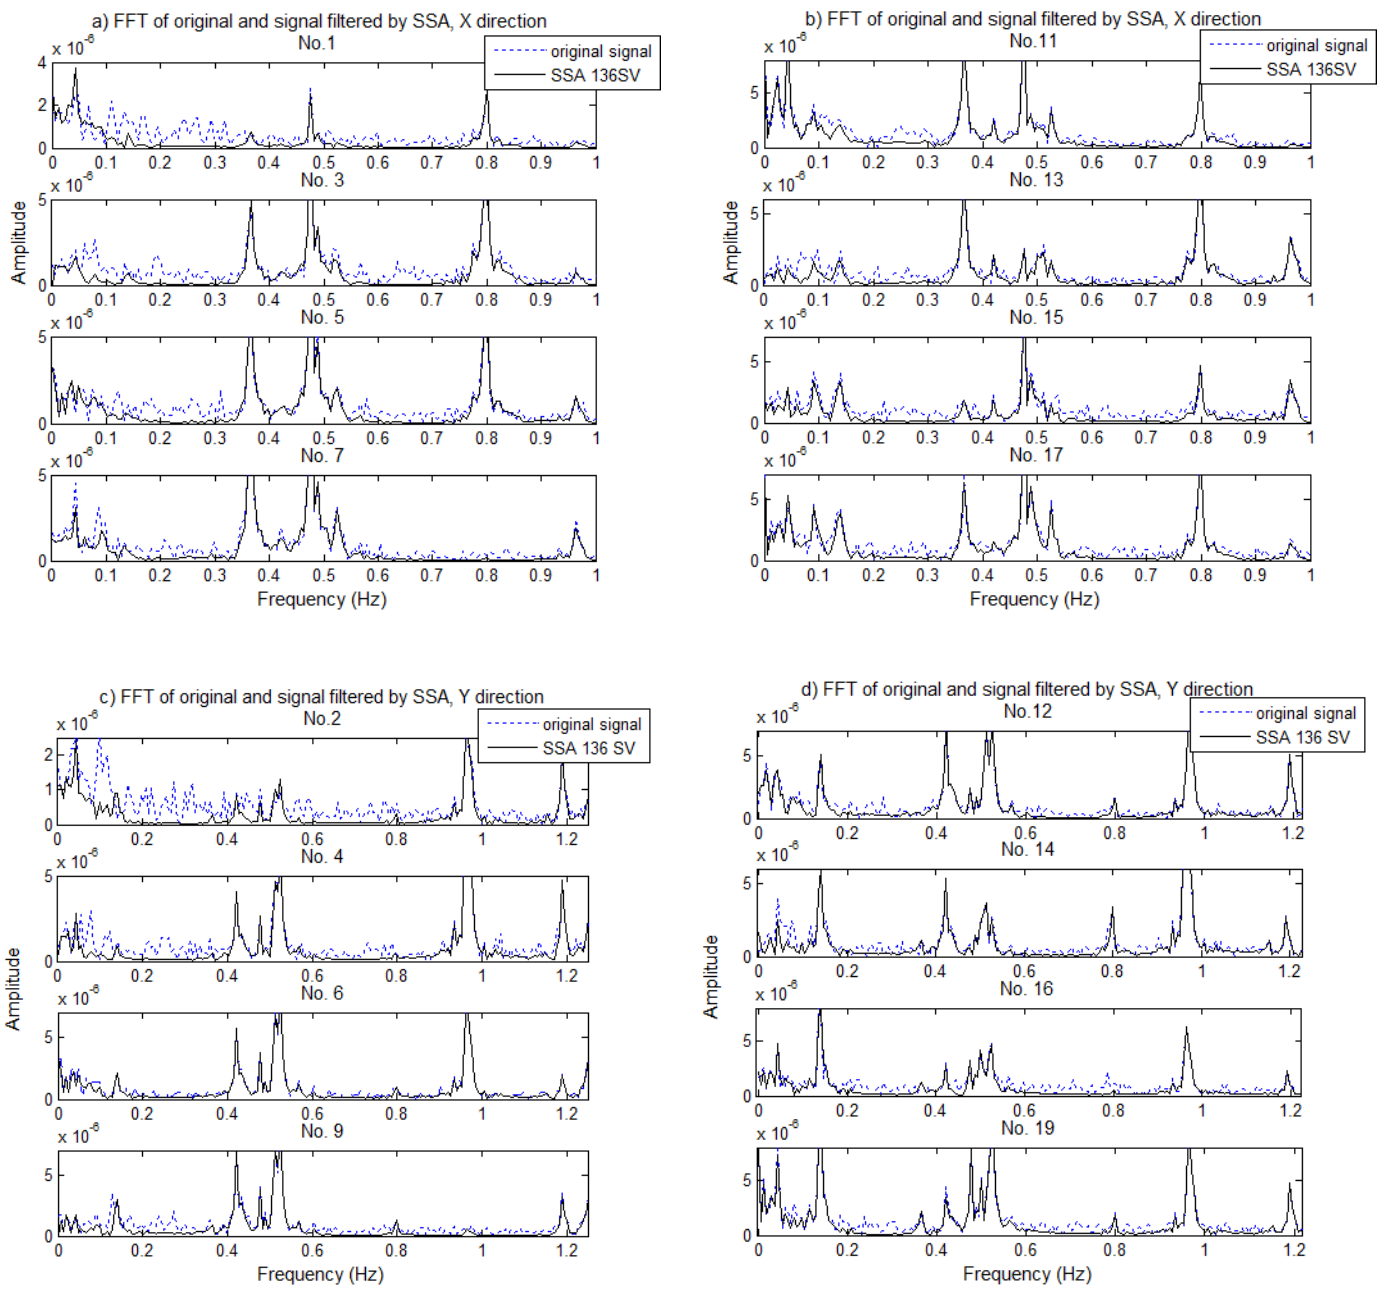 a) FFT of original and signal filtered by SSA, X direction
No.1
x 10-6
original signal
SSA 136SV
4
2
0
0 0.1 0.2 0.3 0.4 0.5 0.6 0.7 0.8 0.9 1
No. 3
x 10-6
5
0
0 0.1 0.2 0.3 0.4 0.5 0.6 0.7 0.8 0.9 1
No. 5
x 10-6
5
0
0 0.1 0.2 0.3 0.4 0.5 0.6 0.7 0.8 0.9 1
No. 7
x 10-6
5
0
0 0.1 0.2 0.3 0.4 0.5 0.6 0.7 0.8 0.9 1
Amplitude
Frequency (Hz)
b) FFT of original and signal filtered by SSA, X direction
No.11
x 10-6
original signal
SSA 136SV
5
0
0 0.1 0.2 0.3 0.4 0.5 0.6 0.7 0.8 0.9 1
No. 13
x 10-6
5
0
0 0.1 0.2 0.3 0.4 0.5 0.6 0.7 0.8 0.9 1
No. 15
x 10-6
5
0
0 0.1 0.2 0.3 0.4 0.5 0.6 0.7 0.8 0.9 1
No. 17
x 10-6
5
0
0 0.1 0.2 0.3 0.4 0.5 0.6 0.7 0.8 0.9 1
Amplitude
Frequency (Hz)
c) FFT of original and signal filtered by SSA, Y direction
No.2
x 10-6
original signal
SSA 136 SV
2
1
0
0 0.2 0.4 0.6 0.8 1 1.2
No. 4
x 10-6
5
0
0 0.2 0.4 0.6 0.8 1 1.2
No. 6
x 10-6
5
0
0 0.2 0.4 0.6 0.8 1 1.2
No. 9
x 10-6
5
0
0 0.2 0.4 0.6 0.8 1 1.2
Amplitude
Frequency (Hz)
d) FFT of original and signal filtered by SSA, Y direction
No.12
x 10-6
original signal
SSA 136 SV
5
0
0 0.2 0.4 0.6 0.8 1 1.2
No. 14
x 10-6
5
0
0 0.2 0.4 0.6 0.8 1 1.2
No. 16
x 10-6
5
0
0 0.2 0.4 0.6 0.8 1 1.2
No. 19
x 10-6
5
0
0 0.2 0.4 0.6 0.8 1 1.2
Amplitude
Frequency (Hz)